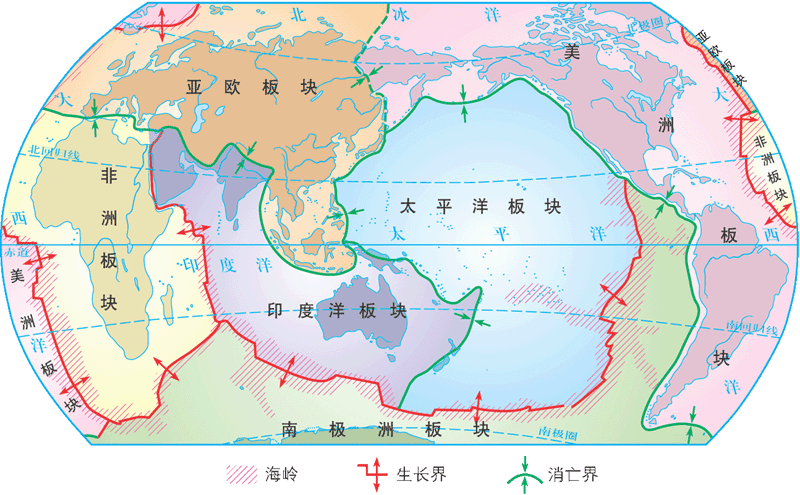 北冰洋
北极圈
亚欧板块
美洲板块
亚欧板块
大西洋
非洲板块
北回归线
非洲板块
太平洋板块
太平洋
大西洋
赤道
印度洋
美洲板块
印度洋板块
南回归线
南极洲板块
南极圈
海岭
生长界
消亡界